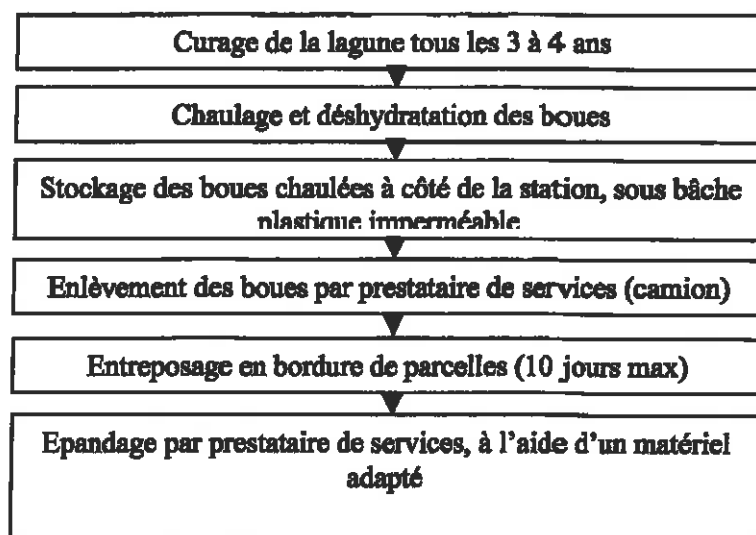 Curage de la lagune tous les 3 à 4 ans
Chaulage et déshydratation des boues
Stockage des boues chaulées à côté de la station, sous bâche
plastique imperméable
Enlèvement des boues par prestataire de services (camion)
Entreposage en bordure de parcelles (10 jours max)
Epandage par prestataire de services, à l'aide d'un matériel
adapté